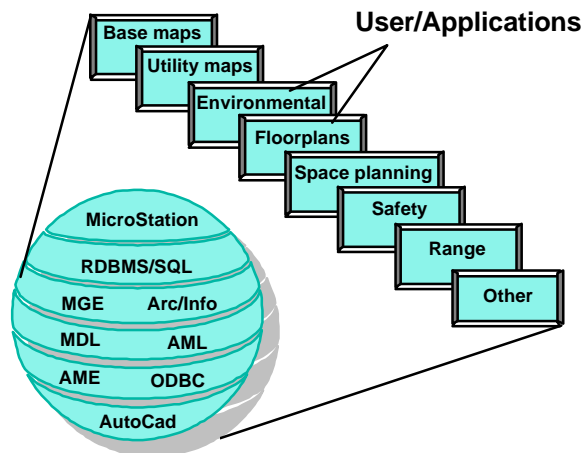 User/Applications
Base maps
Utility maps
Environmental
Floorplans
Space planning
Safety
Range
Other
MicroStation
RDBMS/SQL
MGE Arc/Info
MDL AML
AME ODBC
AutoCad